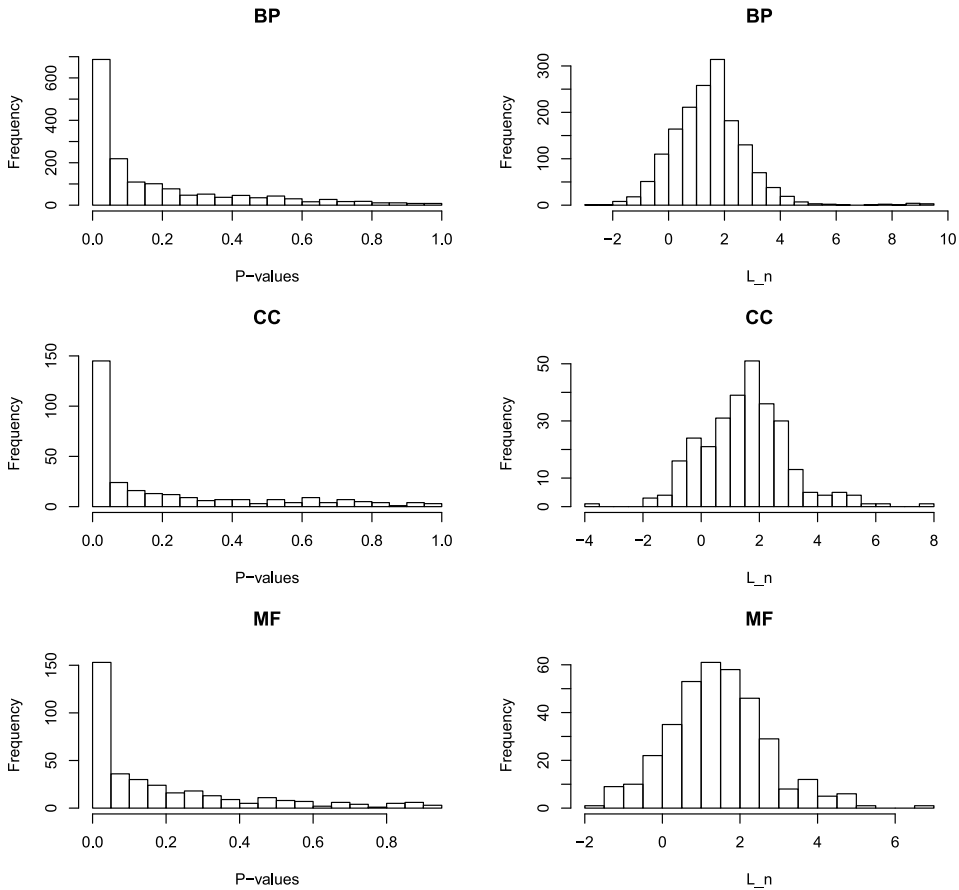 BP
Frequency
0 200 400 600
0.0 0.2 0.4 0.6 0.8 1.0
P−values
BP
Frequency
0 100 200 300
−2 0 2 4 6 8 10
L_n
CC
Frequency
0 50 100 150
0.0 0.2 0.4 0.6 0.8 1.0
P−values
CC
Frequency
0 10 30 50
−4 −2 0 2 4 6 8
L_n
MF
Frequency
0 50 100 150
0.0 0.2 0.4 0.6 0.8
P−values
MF
Frequency
0 20 40 60
−2 0 2 4 6
L_n